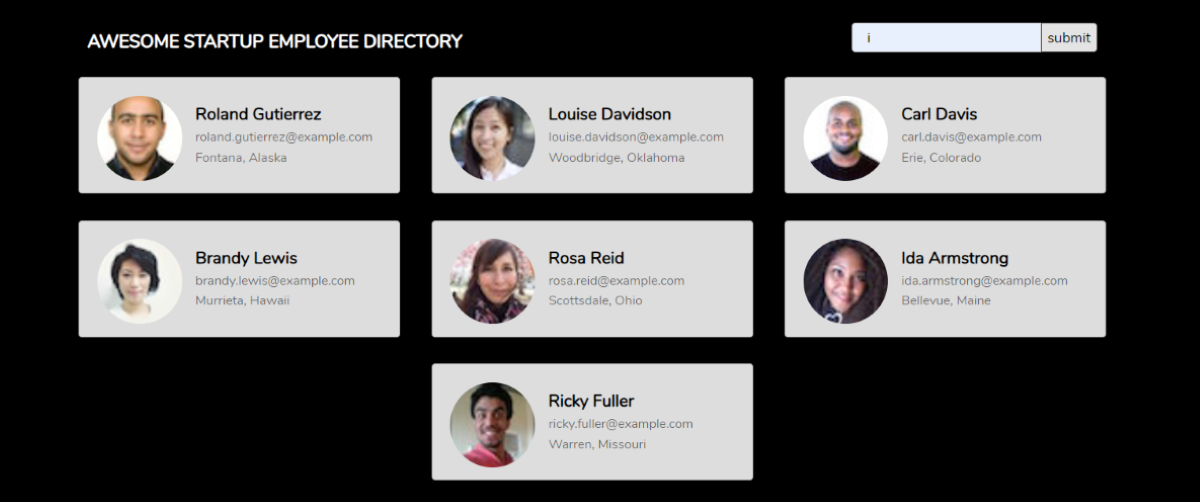 AWESOME STARTUP EMPLOYEE DIRECTORY
i
submit
Roland Gutierrez
roland.gutierrez@example.com
Fontana, Alaska
Louise Davidson
louise.davidson@example.com
Woodbridge, Oklahoma
Carl Davis
carl.davis@example.com
Erie, Colorado
Brandy Lewis
brandy.lewis@example.com
Murrieta, Hawaii
Rosa Reid
rosa.reid@example.com
Scottsdale, Ohio
Ida Armstrong
ida.armstrong@example.com
Bellevue, Maine
Ricky Fuller
ricky.fuller@example.com
Warren, Missouri